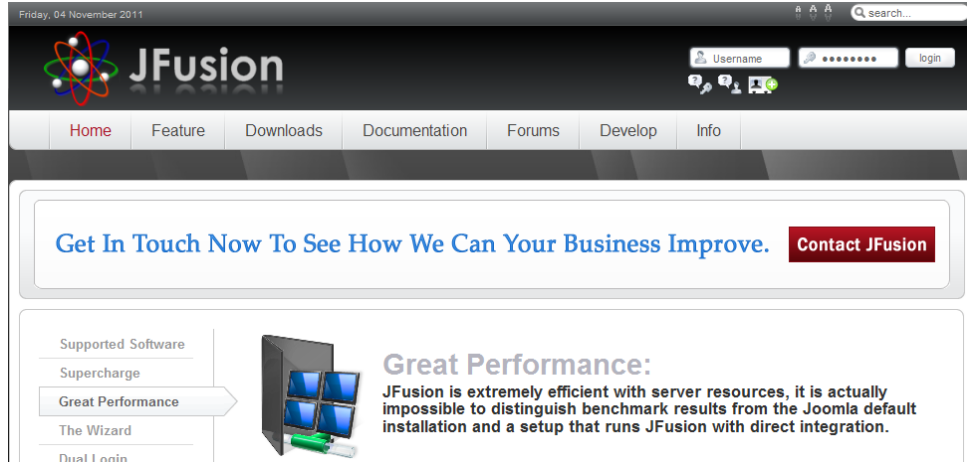 Friday, 04 November 2011
A A A
search...
JFusion
Username
login
Home Feature Downloads Documentation Forums Develop Info
Get In Touch Now To See How We Can Your Business Improve. Contact JFusion
Supported Software
Supercharge
Great Performance
The Wizard
Dual Login
Great Performance:
JFusion is extremely efficient with server resources, it is actually
impossible to distinguish benchmark results from the Joomla default
installation and a setup that runs JFusion with direct integration.